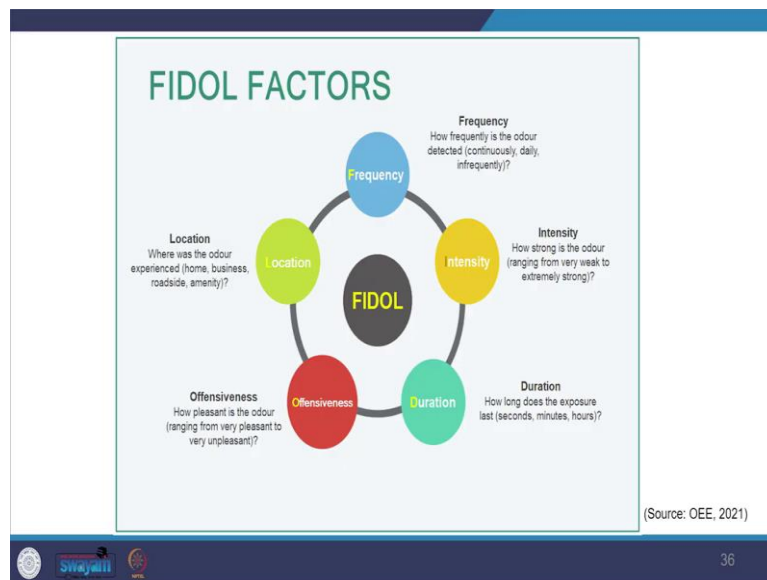 FIDOL FACTORS
Frequency
How frequently is the odour
detected (continuously, daily,
infrequently)?
Frequency
Intensity
How strong is the odour
(ranging from very weak to
extremely strong)?
Intensity
Duration
How long does the exposure
last (seconds, minutes, hours)?
Duration
Offensiveness
How pleasant is the odour
(ranging from very pleasant to
very unpleasant)?
Offensiveness
Location
Where was the odour
experienced (home, business,
roadside, amenity)?
Location
FIDOL
(Source: OEE, 2021)
swayam
36